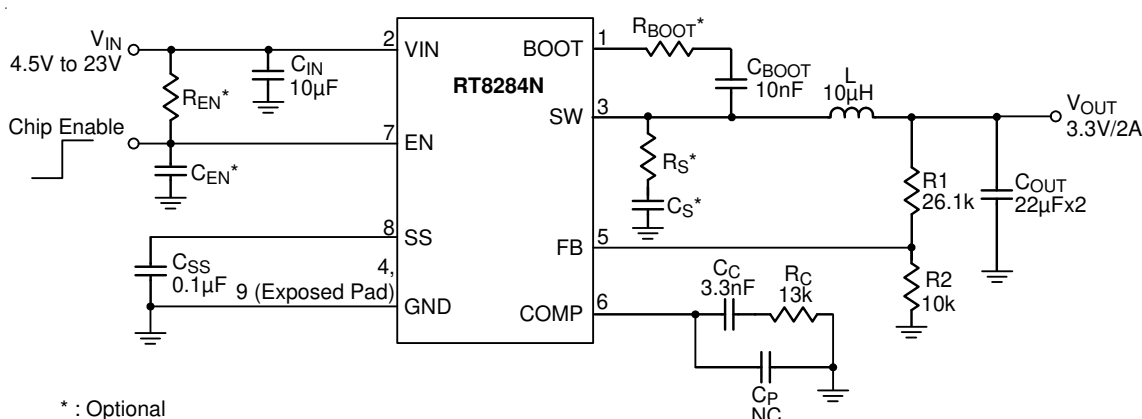 V_IN
4.5V to 23V
R_EN*
C_IN
10µF
Chip Enable
C_EN*
2
VIN
7
EN
8
SS
C_SS
0.1µF
4,
9 (Exposed Pad)
GND
RT8284N
BOOT
1
R_BOOT*
C_BOOT
10nF
SW
3
L
10µH
V_OUT
3.3V/2A
R_S*
C_S*
R1
26.1k
C_OUT
22µFx2
FB
5
R2
10k
COMP
6
C_C
3.3nF
R_C
13k
C_P
NC
* : Optional